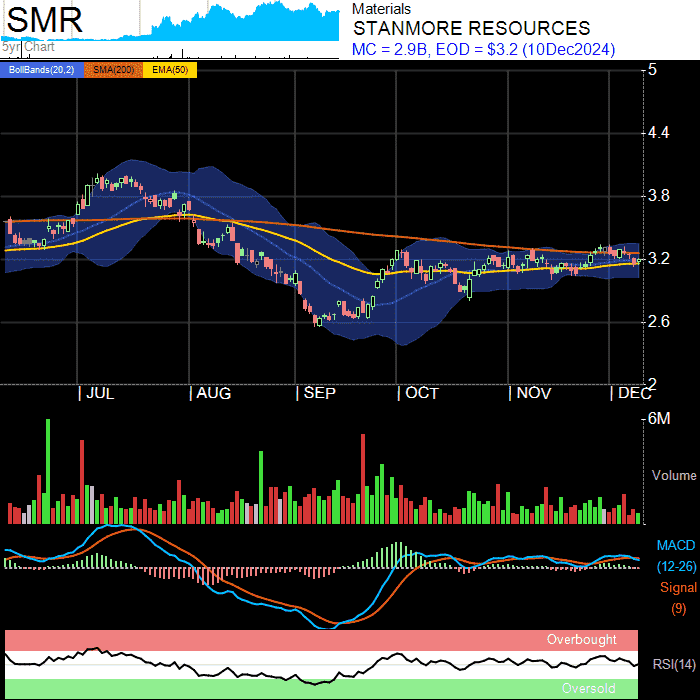 SMR
5yr Chart
Materials
STANMORE RESOURCES
MC = 2.9B, EOD = $3.2 (10Dec2024)
BollBands(20,2) SMA(200) EMA(50)
5
4.4
3.8
3.2
2.6
2
| JUL | AUG | SEP | OCT | NOV | DEC
6M
Volume
MACD
(12-26)
Signal
(9)
Overbought
RSI(14)
Oversold